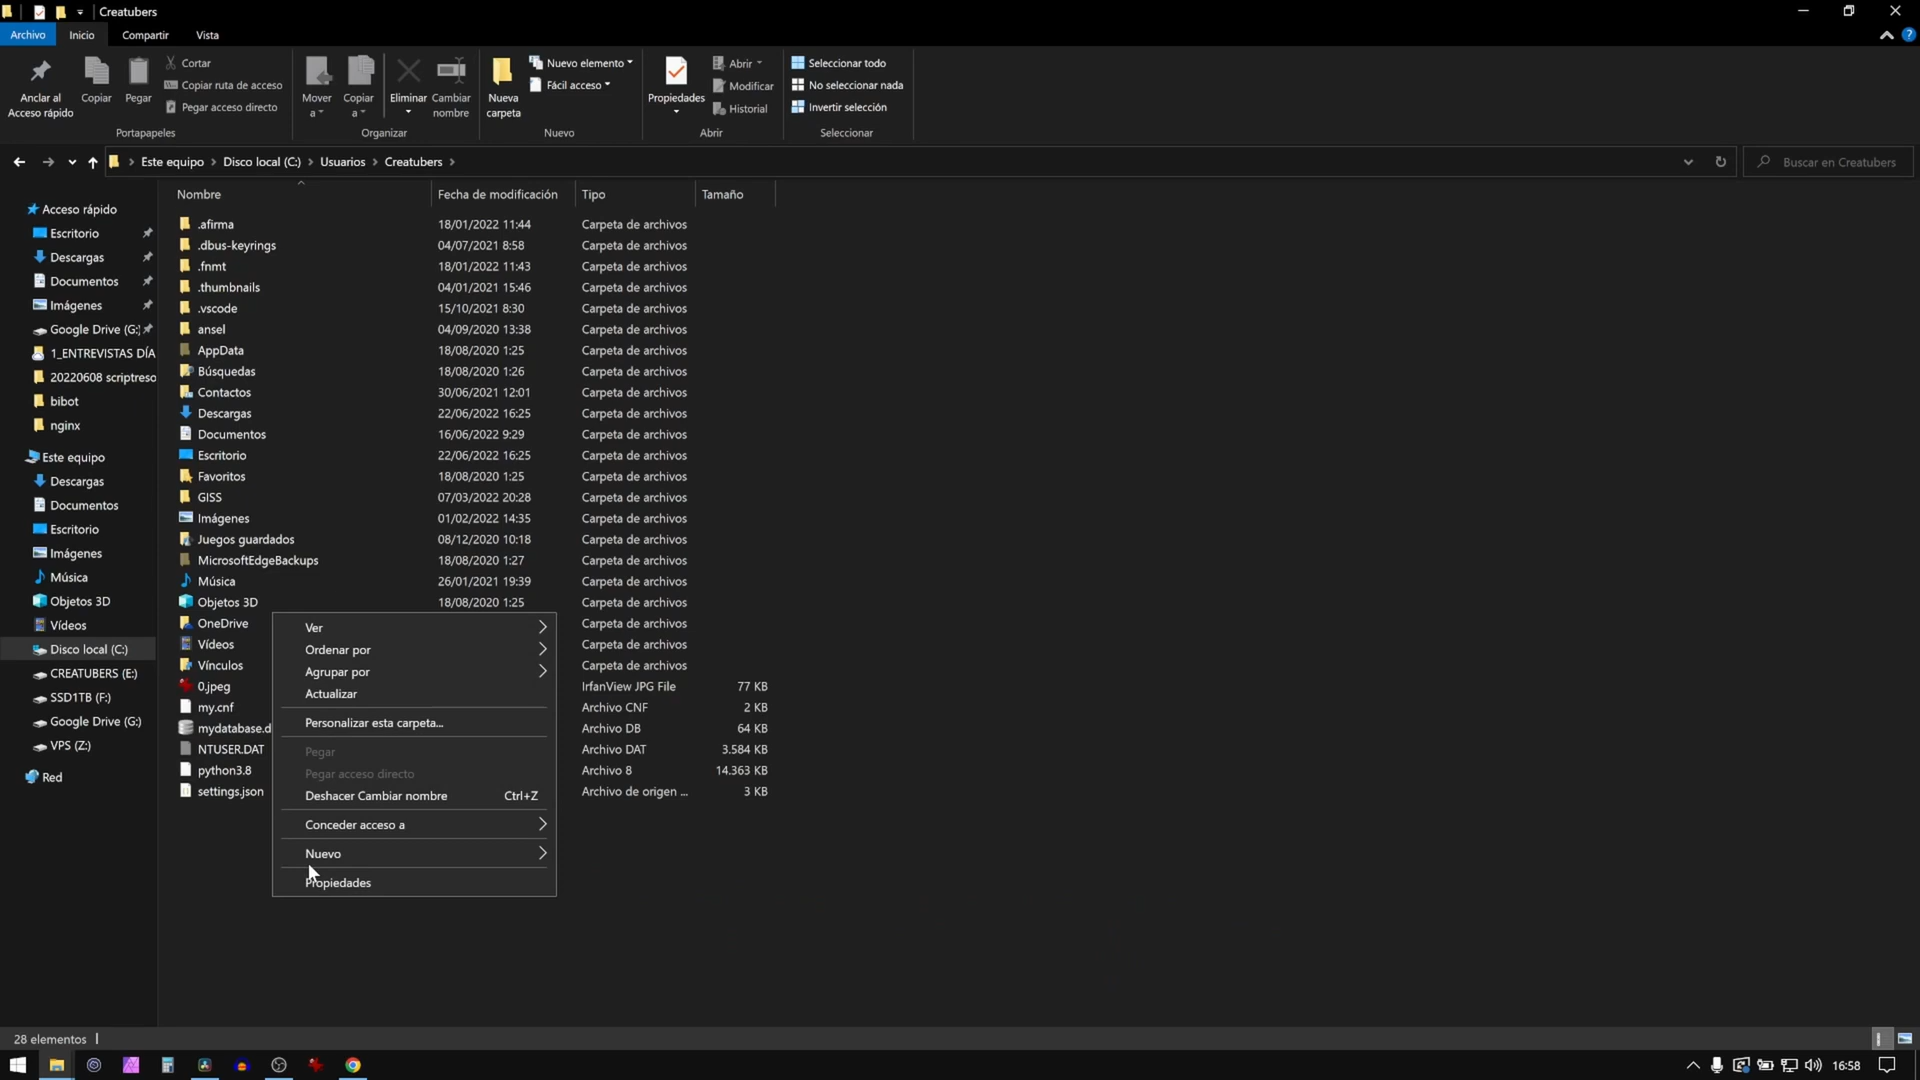 Creatubers
Archivo Inicio Compartir Vista
Anclar al Acceso rápido
Copiar
Pegar
Cortar
Copiar ruta de acceso
Pegar acceso directo
Portapapeles
Mover a
Copiar a
Eliminar
Cambiar nombre
Organizar
Nueva carpeta
Nuevo elemento
Fácil acceso
Nuevo
Propiedades
Abrir
Modificar
Historial
Abrir
Seleccionar todo
No seleccionar nada
Invertir selección
Seleccionar
Este equipo Disco local (C:) Usuarios Creatubers
Buscar en Creatubers
Acceso rápido
Escritorio
Descargas
Documentos
Imágenes
Google Drive (G:
1_ENTREVISTAS DÍA
20220608 scriptreso
bibot
nginx
Este equipo
Descargas
Documentos
Escritorio
Imágenes
Música
Objetos 3D
Vídeos
Disco local (C:)
CREATUBERS (E:)
SSD1TB (F:)
Google Drive (G:)
VPS (Z:)
Red
Nombre Fecha de modificación Tipo Tamaño
.afirma 18/01/2022 11:44 Carpeta de archivos
.dbus-keyrings 04/07/2021 8:58 Carpeta de archivos
.fnmt 18/01/2022 11:43 Carpeta de archivos
.thumbnails 04/01/2021 15:46 Carpeta de archivos
.vscode 15/10/2021 8:30 Carpeta de archivos
ansel 04/09/2020 13:38 Carpeta de archivos
AppData 18/08/2020 1:25 Carpeta de archivos
Búsquedas 18/08/2020 1:26 Carpeta de archivos
Contactos 30/06/2021 12:01 Carpeta de archivos
Descargas 22/06/2022 16:25 Carpeta de archivos
Documentos 16/06/2022 9:29 Carpeta de archivos
Escritorio 22/06/2022 16:25 Carpeta de archivos
Favoritos 18/08/2020 1:25 Carpeta de archivos
GISS 07/03/2022 20:28 Carpeta de archivos
Imágenes 01/02/2022 14:35 Carpeta de archivos
Juegos guardados 08/12/2020 10:18 Carpeta de archivos
MicrosoftEdgeBackups 18/08/2020 1:27 Carpeta de archivos
Música 26/01/2021 19:39 Carpeta de archivos
Objetos 3D 18/08/2020 1:25 Carpeta de archivos
OneDrive Carpeta de archivos
Vídeos Carpeta de archivos
Vínculos Carpeta de archivos
0.jpeg IrfanView JPG File 77 KB
my.cnf Archivo CNF 2 KB
mydatabase.d Archivo DB 64 KB
NTUSER.DAT Archivo DAT 3.584 KB
python3.8 Archivo 8 14.363 KB
settings.json Archivo de origen ... 3 KB
Ver
Ordenar por
Agrupar por
Actualizar
Personalizar esta carpeta...
Pegar
Pegar acceso directo
Deshacer Cambiar nombre Ctrl+Z
Conceder acceso a
Nuevo
Propiedades
28 elementos
16:58